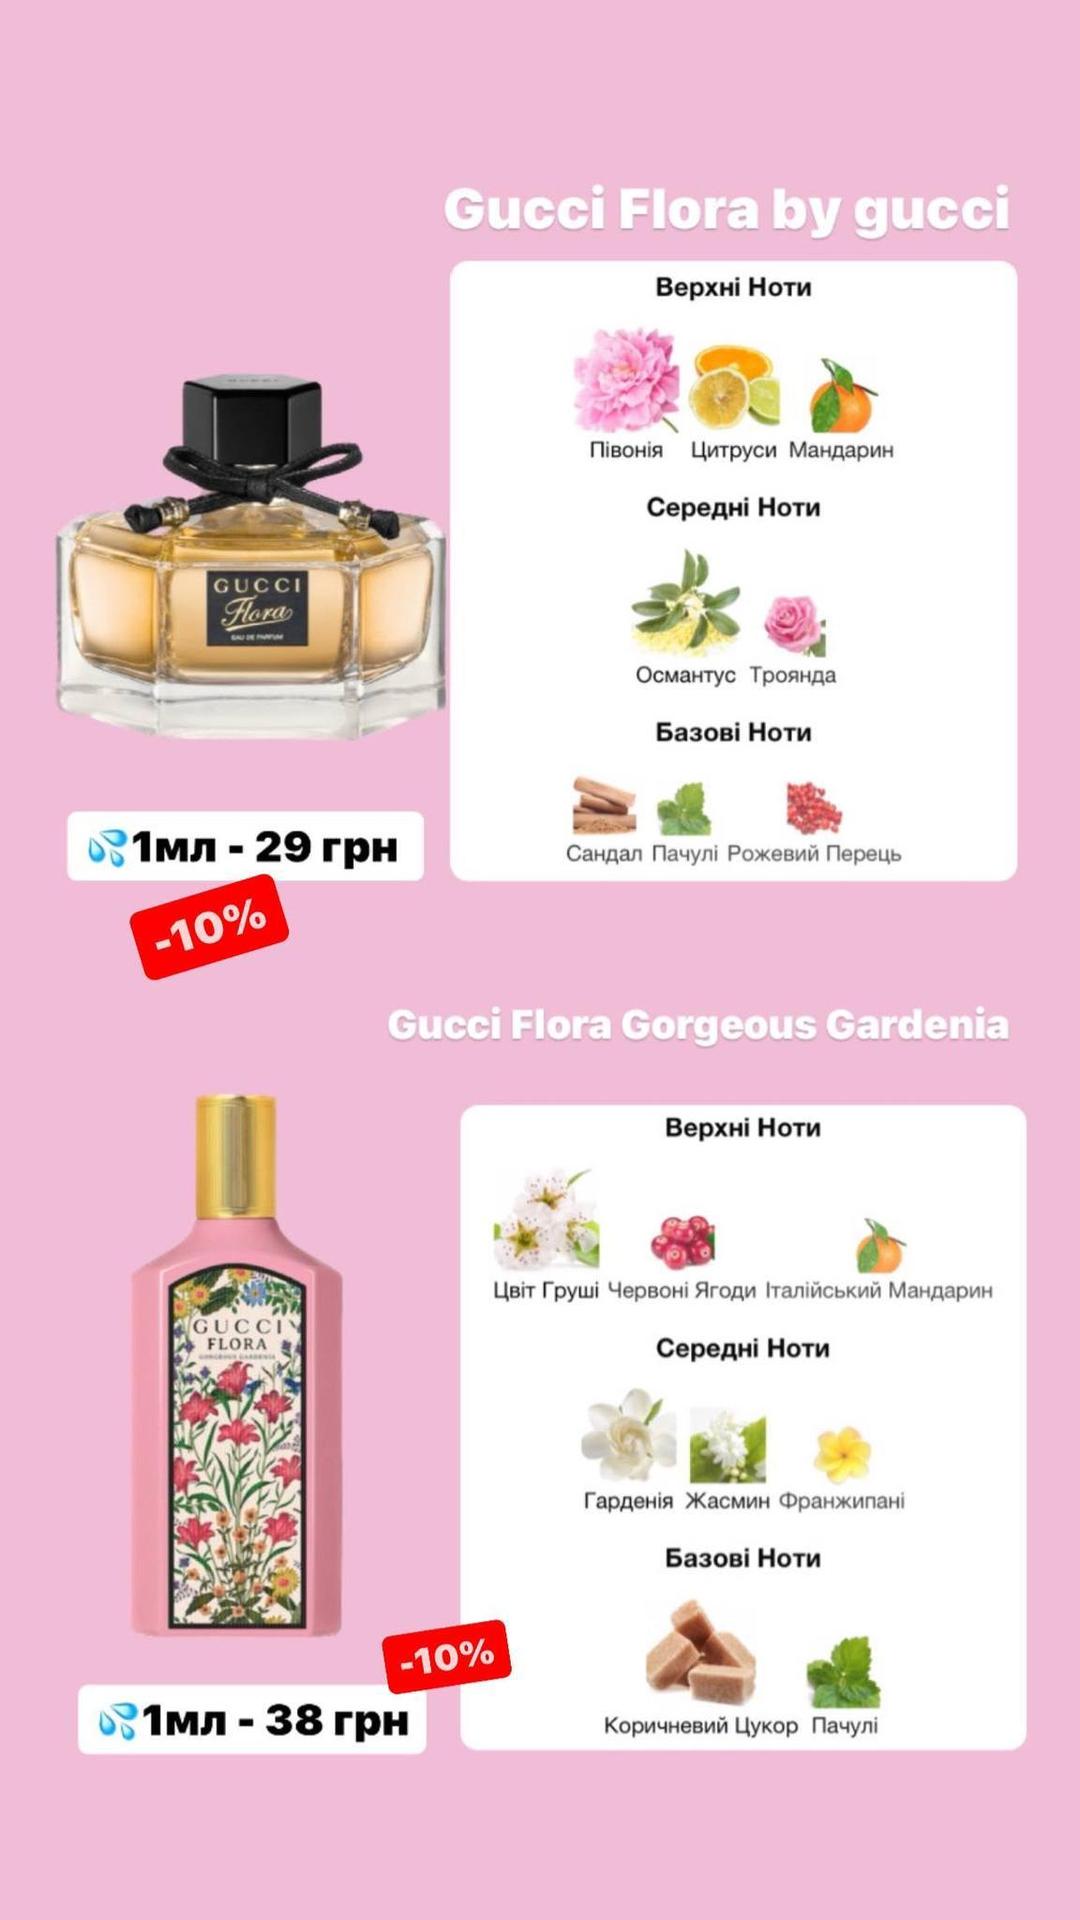 Gucci Flora by gucci
Верхні Ноти
Півонія Цитруси Мандарин
Середні Ноти
Османтус Троянда
Базові Ноти
Сандал Пачулі Рожевий Перець
GUCCI
GUCCI
Flora
EAU DE PARFUM
💦1мл - 29 грн
-10%
Gucci Flora Gorgeous Gardenia
Верхні Ноти
Цвіт Груші Червоні Ягоди Італійський Мандарин
Середні Ноти
Гарденія Жасмин Франжипані
Базові Ноти
Коричневий Цукор Пачулі
GUCCI
FLORA
GORGEOUS GARDENIA
-10%
💦1мл - 38 грн